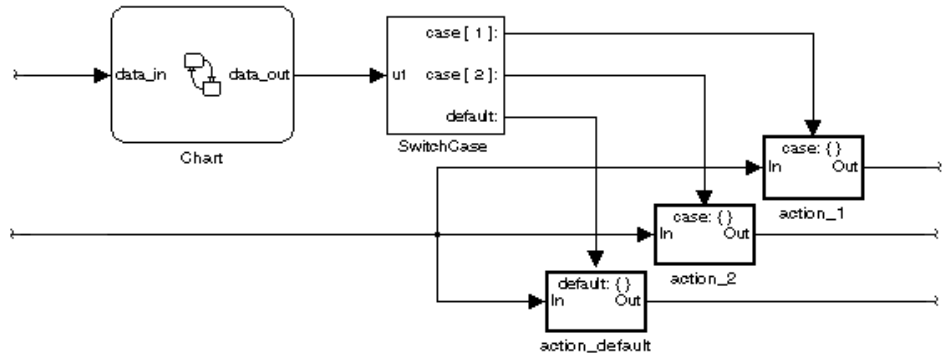 case [ 1 ]:
data_in data_out u1 case [ 2 ]:
default:
Chart SwitchCase
case: { }
In Out
action_1
case: { }
In Out
action_2
default: { }
In Out
action_default